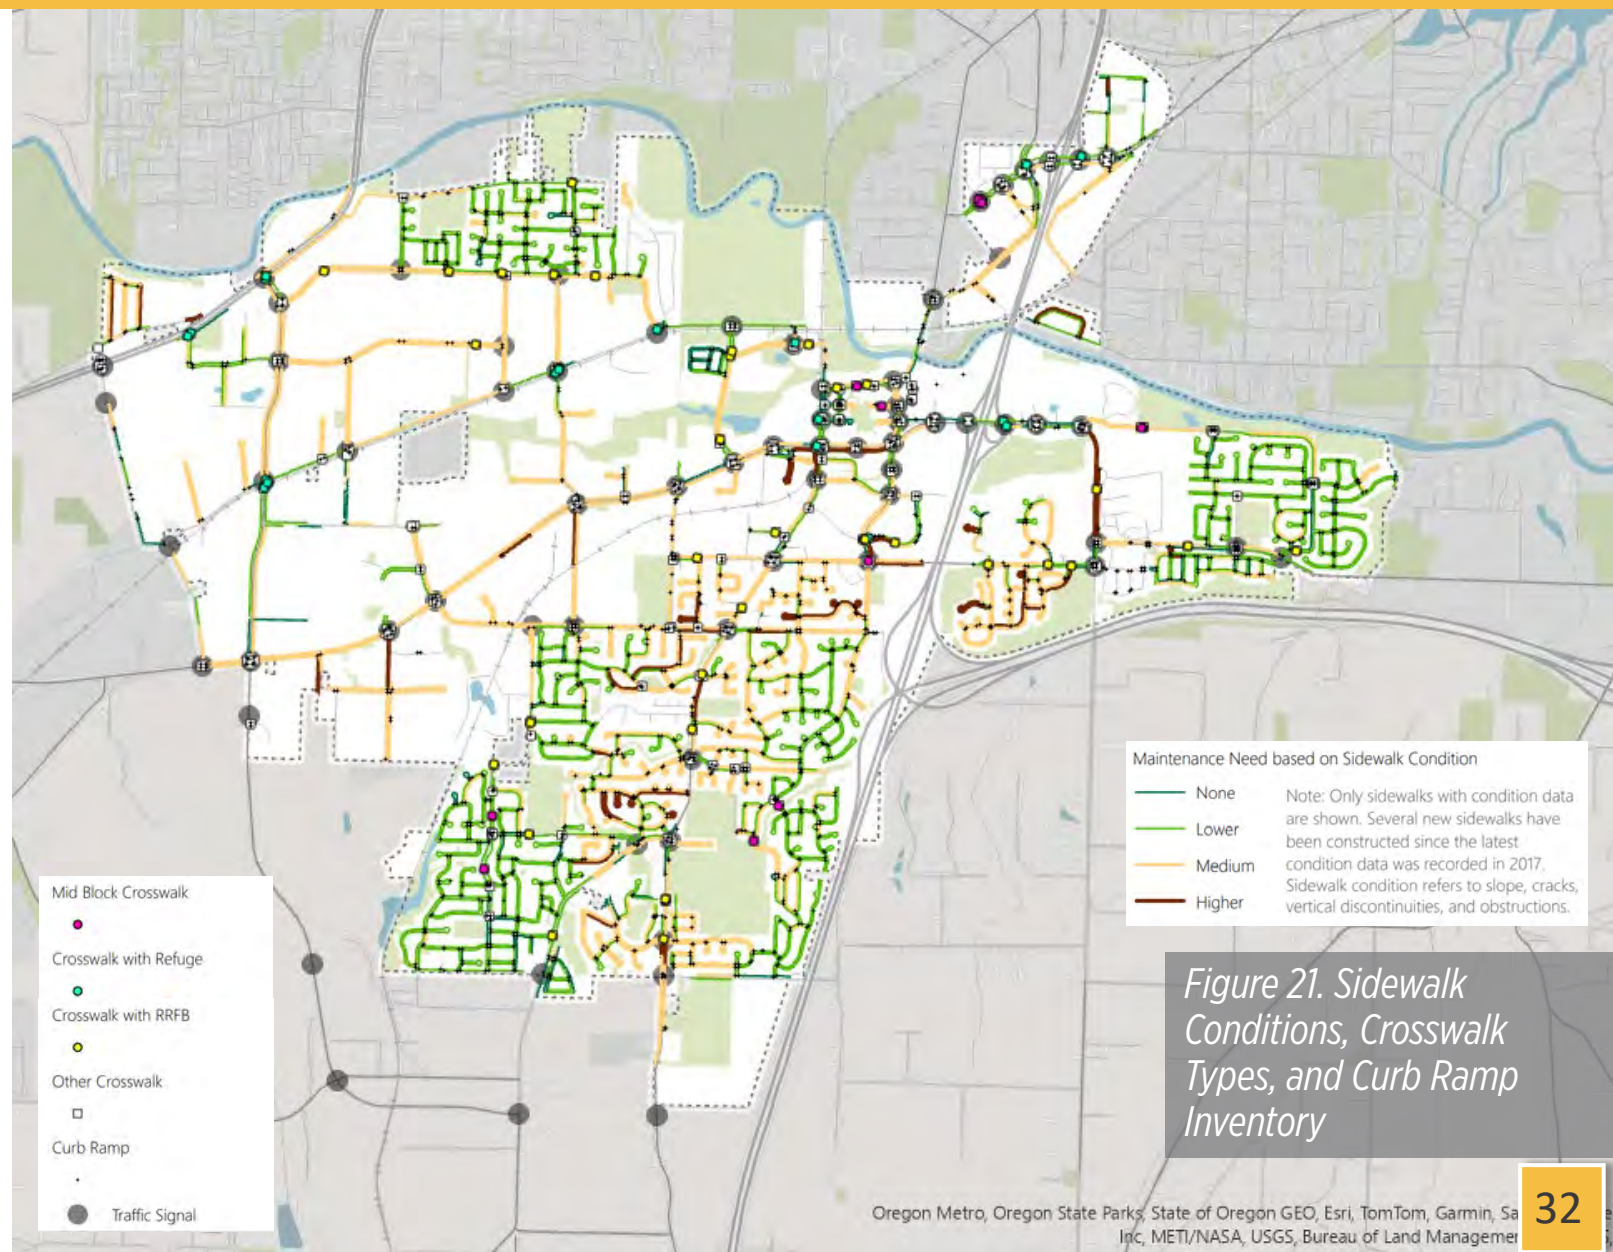 Maintenance Need based on Sidewalk Condition
None
Lower
Medium
Higher
Note: Only sidewalks with condition data
are shown. Several new sidewalks have
been constructed since the latest
condition data was recorded in 2017.
Sidewalk condition refers to slope, cracks,
vertical discontinuities, and obstructions.
Mid Block Crosswalk
Crosswalk with Refuge
Crosswalk with RRFB
Other Crosswalk
Curb Ramp
Traffic Signal
Figure 21. Sidewalk
Conditions, Crosswalk
Types, and Curb Ramp
Inventory
Oregon Metro, Oregon State Parks, State of Oregon GEO, Esri, TomTom, Garmin,
Inc, METI/NASA, USGS, Bureau of Land
32